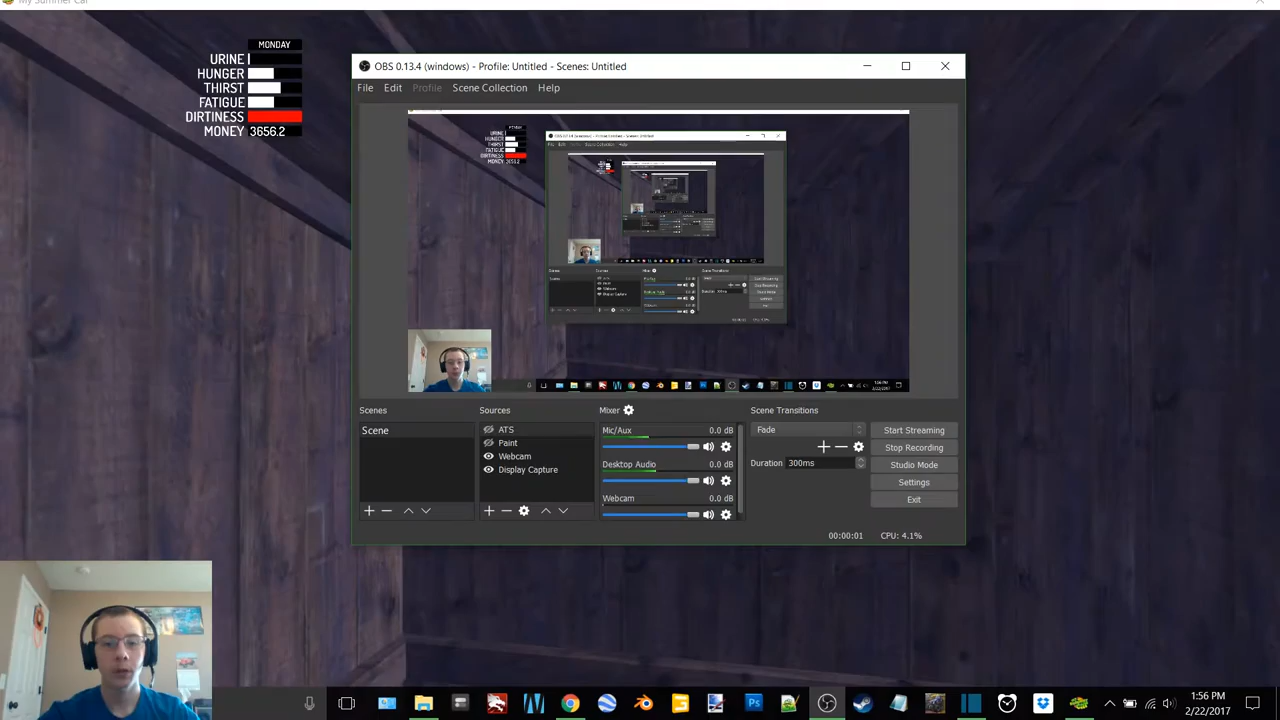 My Summer Car
MONDAY
URINE
HUNGER
THIRST
FATIGUE
DIRTINESS
MONEY 3656.2
OBS 0.13.4 (windows) - Profile: Untitled - Scenes: Untitled
File Edit Profile Scene Collection Help
Scenes
Scene
Sources
ATS
Paint
Webcam
Display Capture
Mixer
Mic/Aux 0.0 dB
Desktop Audio 0.0 dB
Webcam 0.0 dB
Scene Transitions
Fade
Duration 300ms
Start Streaming
Stop Recording
Studio Mode
Settings
Exit
00:00:01 CPU: 4.1%
1:56 PM
2/22/2017